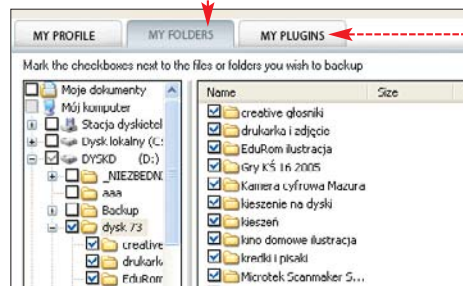 MY PROFILE
MY FOLDERS
MY PLUGINS
Mark the checkboxes next to the files or folders you wish to backup
Moje dokumenty
Mój komputer
Stacja dyskietek
Dysk lokalny (C:
DYSKD (D:)
_NIEZBEDNE
aaa
Backup
dysk 73
creative
drukark
EduRom
Name
Size
creative głosniki
drukarka i zdjęcie
EduRom ilustracja
Gry KŚ 16 2005
Kamera cyfrowa Mazura
kieszenie na dyski
kieszeń
kino domowe ilustracja
kredki i pisaki
Microtek Scanmaker S...